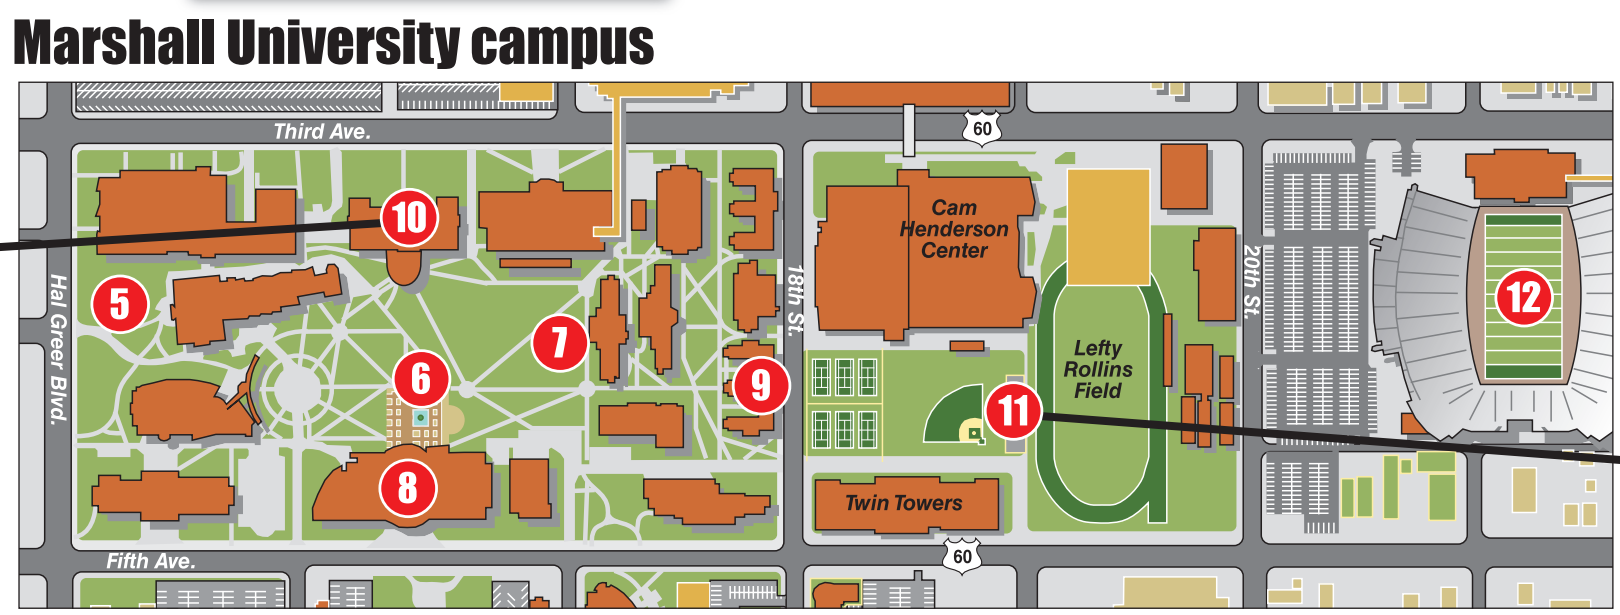 Marshall University campus
Third Ave.
60
10
Cam
Henderson
Center
Hal Greer Blvd.
5
18th St.
20th St.
12
7
6
9
Lefty
Rollins
Field
11
8
Twin Towers
Fifth Ave.
60